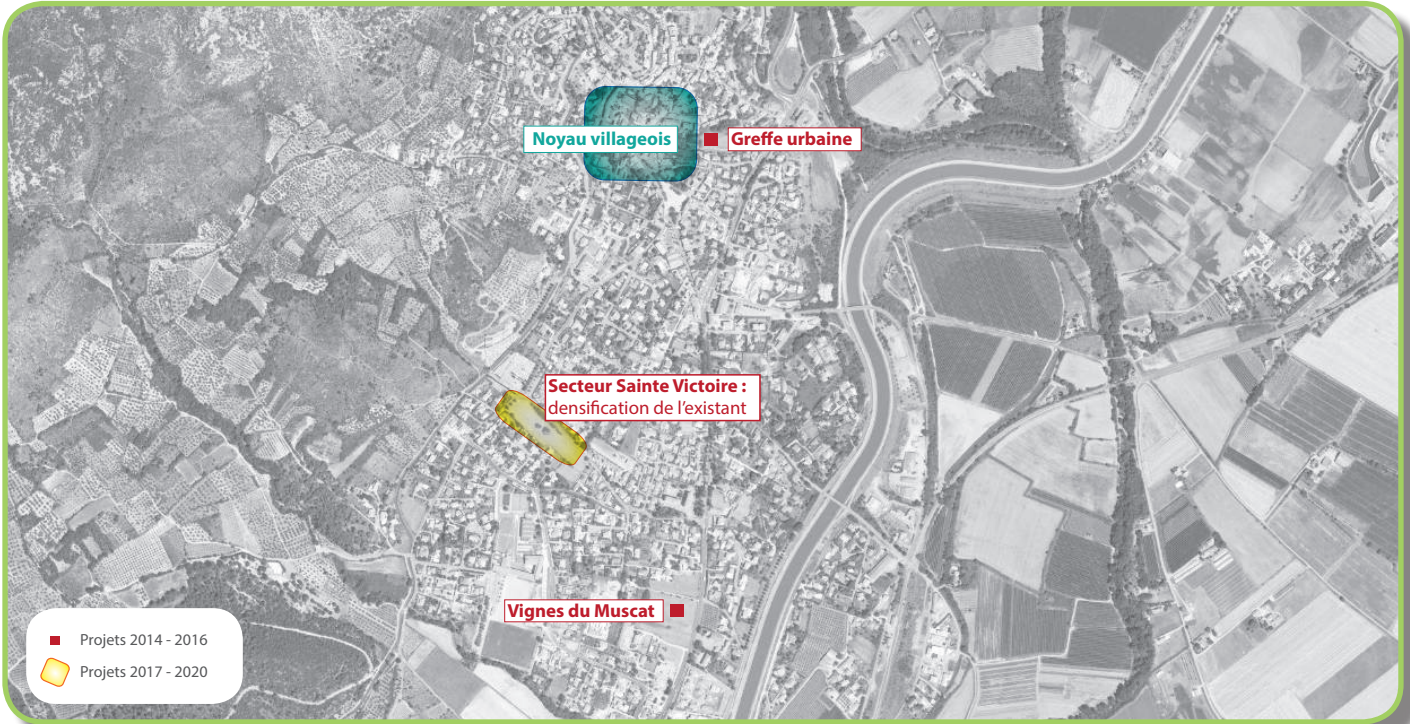 Noyau villageois
Greffe urbaine
Secteur Sainte Victoire :
densification de l'existant
Vignes du Muscat
Projets 2014 - 2016
Projets 2017 - 2020